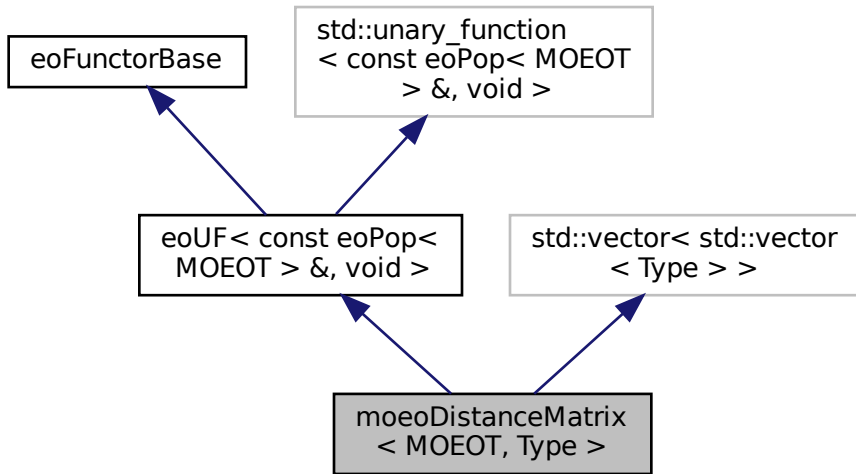 eoFunctorBase
std::unary_function
< const eoPop< MOEOT
> &, void >
eoUF< const eoPop<
MOEOT > &, void >
std::vector< std::vector
< Type > >
moeoDistanceMatrix
< MOEOT, Type >